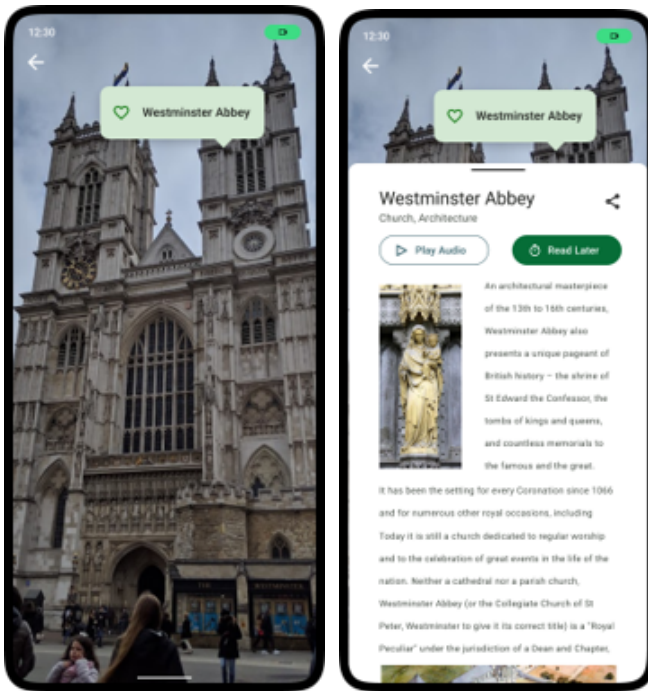 12:30
Westminster Abbey
THE
WESTMINSTER
12:30
Westminster Abbey
Westminster Abbey
Church, Architecture
Play Audio
Read Later
An architectural masterpiece
of the 13th to 16th centuries,
Westminster Abbey also
presents a unique pageant of
British history – the shrine of
St Edward the Confessor, the
tombs of kings and queens,
and countless memorials to
the famous and the great.
It has been the setting for every Coronation since 1066
and for numerous other royal occasions, including
Today it is still a church dedicated to regular worship
and to the celebration of great events in the life of the
nation. Neither a cathedral nor a parish church,
Westminster Abbey (or the Collegiate Church of St
Peter, Westminster to give it its correct title) is a "Royal
Peculiar" under the jurisdiction of a Dean and Chapter,